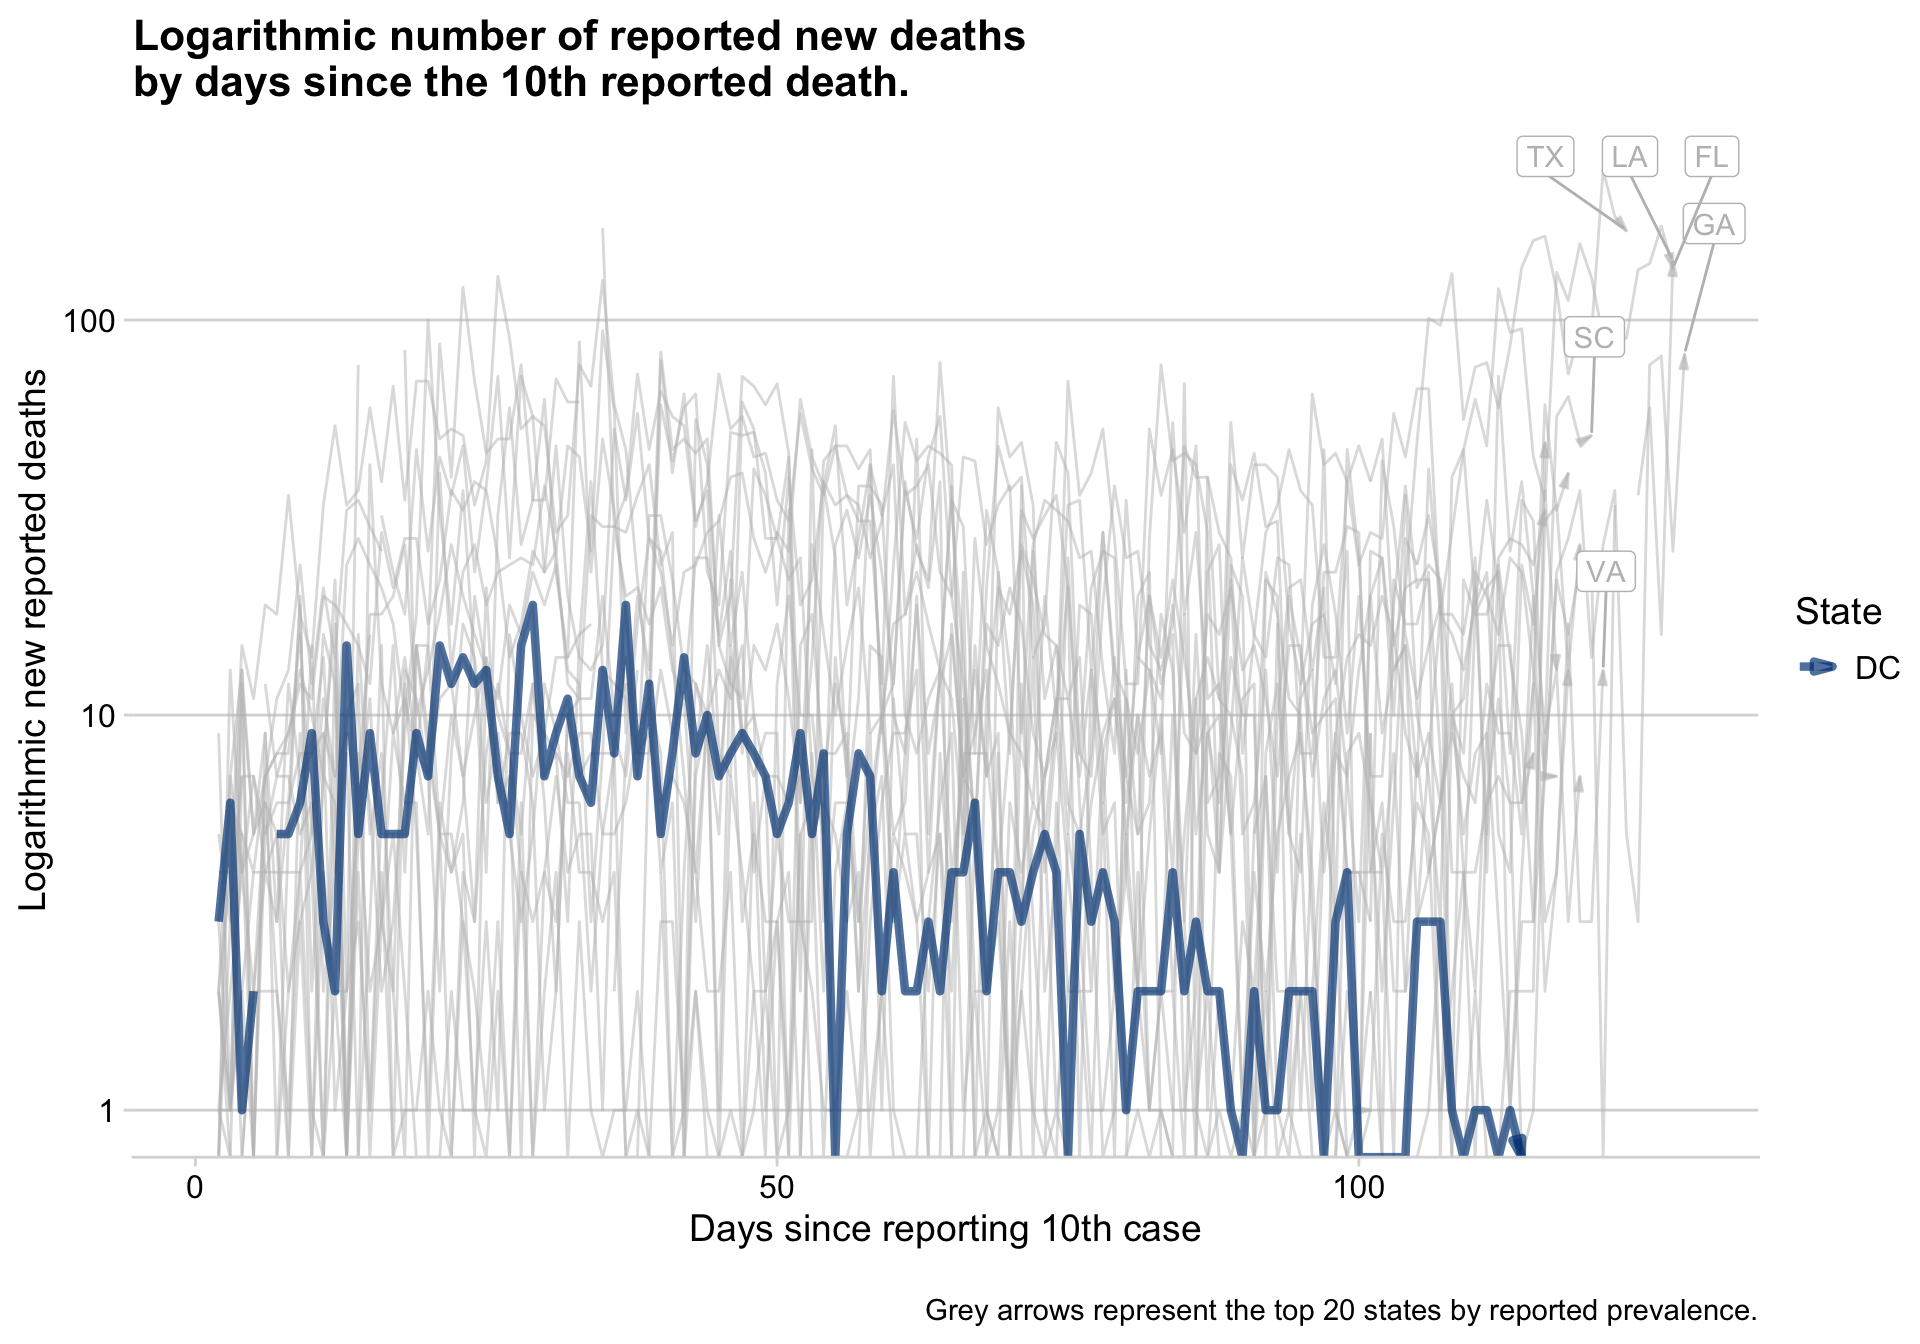 Logarithmic number of reported new deaths
by days since the 10th reported death.
TX
LA
FL
GA
SC
VA
100
10
1
Logarithmic new reported deaths
0
50
100
Days since reporting 10th case
State
DC
Grey arrows represent the top 20 states by reported prevalence.